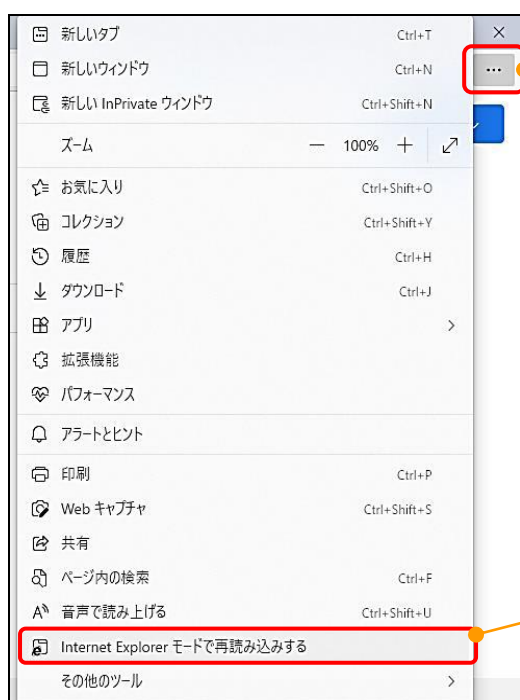 新しいタブ Ctrl+T
新しいウィンドウ Ctrl+N
新しい InPrivate ウィンドウ Ctrl+Shift+N
ズーム — 100% +
お気に入り Ctrl+Shift+O
コレクション Ctrl+Shift+Y
履歴 Ctrl+H
ダウンロード Ctrl+J
アプリ
拡張機能
パフォーマンス
アラートとヒント
印刷 Ctrl+P
Web キャプチャ Ctrl+Shift+S
共有
ページ内の検索 Ctrl+F
音声で読み上げる Ctrl+Shift+U
Internet Explorer モードで再読み込みする
その他のツール